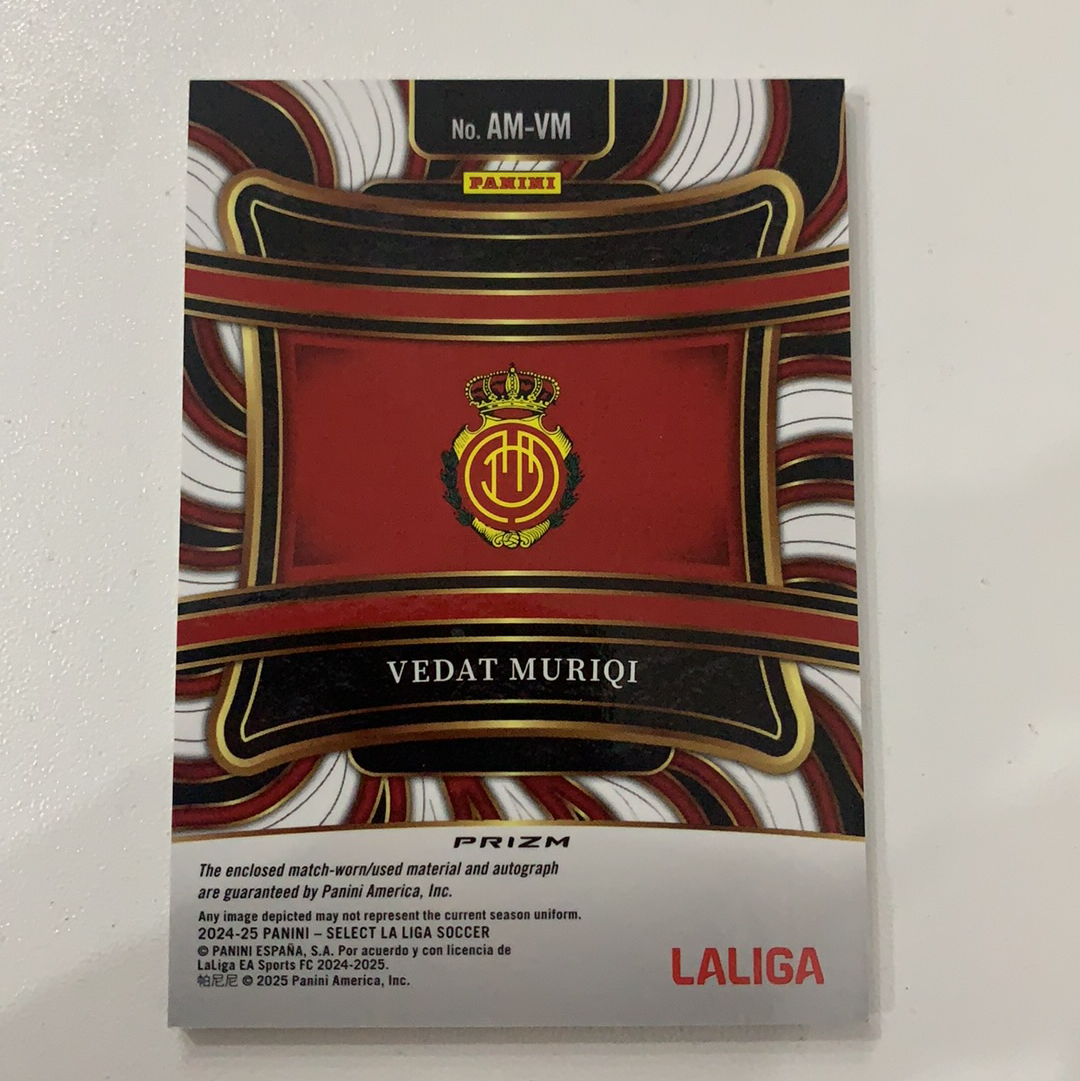 No. AM-VM
PANINI
VEDAT MURIQI
PRIZM
The enclosed match-worn/used material and autograph
are guaranteed by Panini America, Inc.
Any image depicted may not represent the current season uniform.
2024-25 PANINI – SELECT LA LIGA SOCCER
© PANINI ESPAÑA, S.A. Por acuerdo y con licencia de
LaLiga EA Sports FC 2024-2025.
帕尼尼 © 2025 Panini America, Inc.
LALIGA